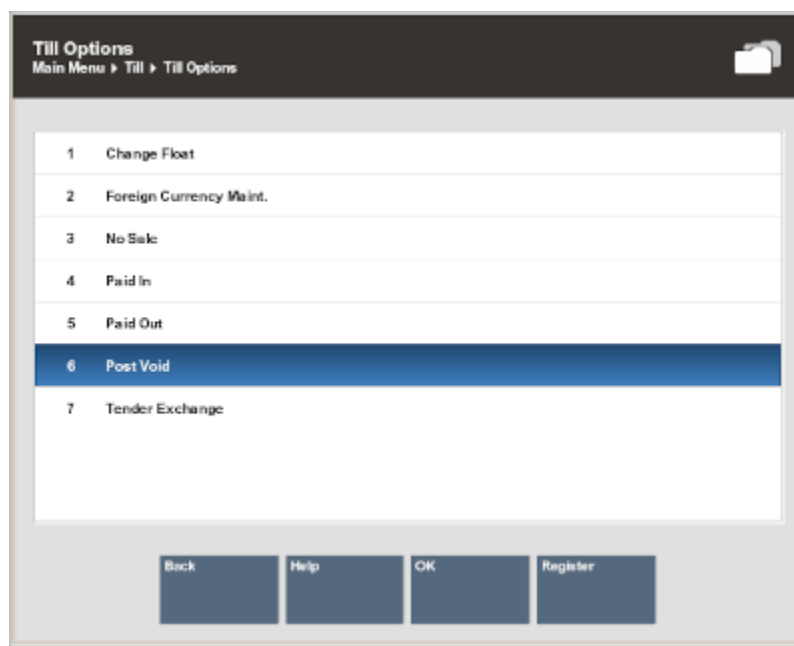 Till Options
Main Menu ▸ Till ▸ Till Options
1 Change Float
2 Foreign Currency Maint.
3 No Sale
4 Paid In
5 Paid Out
6 Post Void
7 Tender Exchange
Back Help OK Register